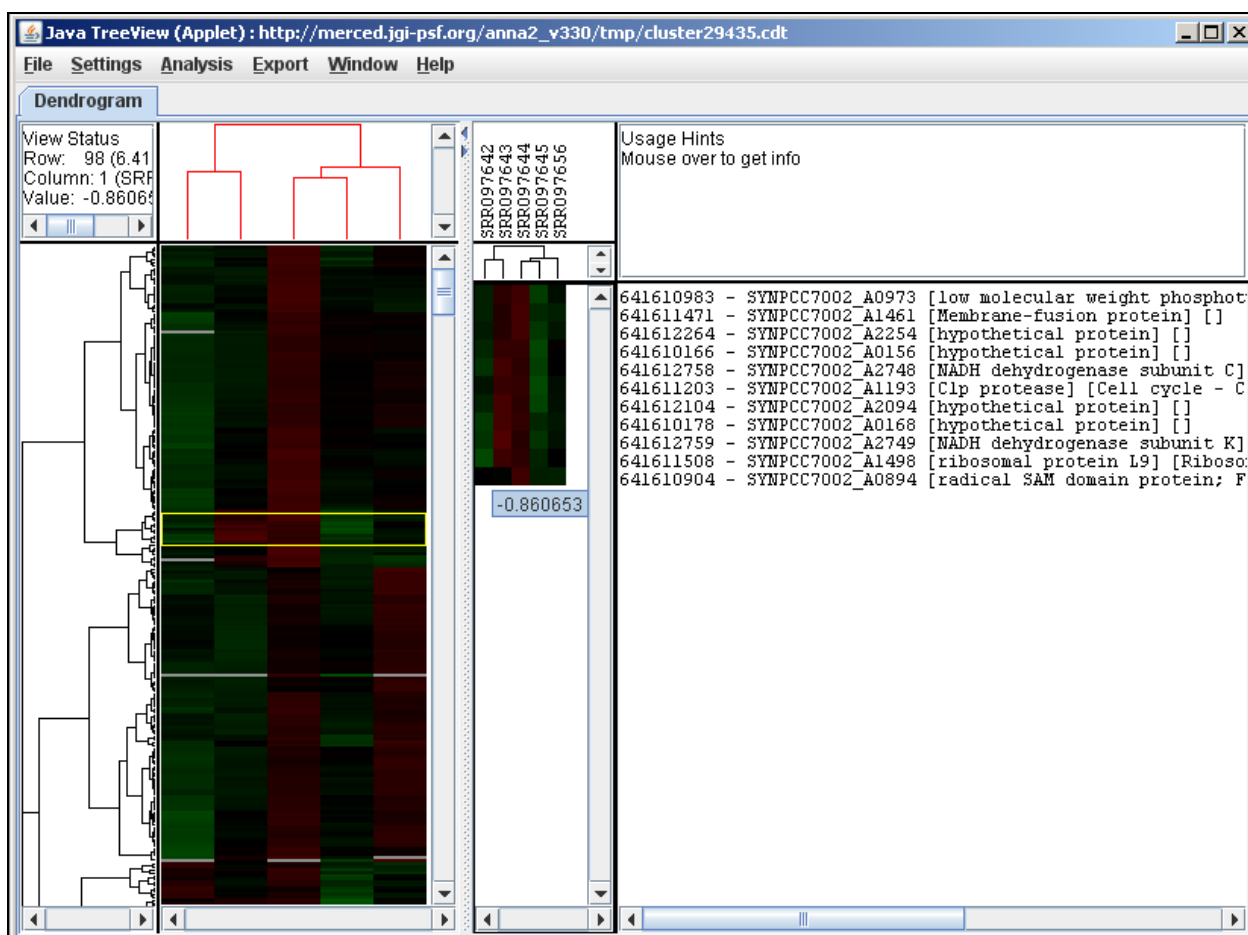 Java TreeView (Applet) : http://merced.jgi-psf.org/anna2_v330/tmp/cluster29435.cdt
File Settings Analysis Export Window Help
Dendrogram
View Status
Row: 98 (6.41
Column: 1 (SRR
Value: -0.86065
SRR097642
SRR097643
SRR097644
SRR097645
SRR097656
Usage Hints
Mouse over to get info
641610983 - SYNPCC7002_A0973 [low molecular weight phosphot
641611471 - SYNPCC7002_A1461 [Membrane-fusion protein] []
641612264 - SYNPCC7002_A2254 [hypothetical protein] []
641610166 - SYNPCC7002_A0156 [hypothetical protein] []
641612758 - SYNPCC7002_A2748 [NADH dehydrogenase subunit C]
641611203 - SYNPCC7002_A1193 [Clp protease] [Cell cycle - C
641612104 - SYNPCC7002_A2094 [hypothetical protein] []
641610178 - SYNPCC7002_A0168 [hypothetical protein] []
641612759 - SYNPCC7002_A2749 [NADH dehydrogenase subunit K]
641611508 - SYNPCC7002_A1498 [ribosomal protein L9] [Riboso
641610904 - SYNPCC7002_A0894 [radical SAM domain protein; F
-0.860653